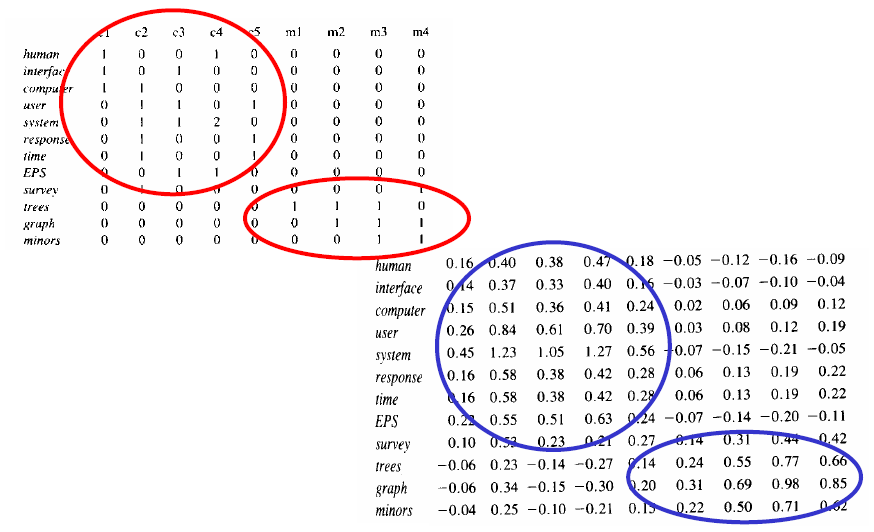 c1 c2 c3 c4 c5 m1 m2 m3 m4
human 1 0 0 1 0 0 0 0 0
interface 1 0 1 0 0 0 0 0 0
computer 1 1 0 0 0 0 0 0 0
user 0 1 1 0 1 0 0 0 0
system 0 1 1 2 0 0 0 0 0
response 0 1 0 0 1 0 0 0 0
time 0 1 0 0 1 0 0 0 0
EPS 0 0 1 1 0 0 0 0 0
survey 0 1 0 0 0 0 0 0 1
trees 0 0 0 0 0 1 1 1 0
graph 0 0 0 0 0 0 1 1 1
minors 0 0 0 0 0 0 0 1 1
human 0.16 0.40 0.38 0.47 0.18 −0.05 −0.12 −0.16 −0.09
interface 0.14 0.37 0.33 0.40 0.16 −0.03 −0.07 −0.10 −0.04
computer 0.15 0.51 0.36 0.41 0.24 0.02 0.06 0.09 0.12
user 0.26 0.84 0.61 0.70 0.39 0.03 0.08 0.12 0.19
system 0.45 1.23 1.05 1.27 0.56 −0.07 −0.15 −0.21 −0.05
response 0.16 0.58 0.38 0.42 0.28 0.06 0.13 0.19 0.22
time 0.16 0.58 0.38 0.42 0.28 0.06 0.13 0.19 0.22
EPS 0.22 0.55 0.51 0.63 0.24 −0.07 −0.14 −0.20 −0.11
survey 0.10 0.53 0.23 0.21 0.27 0.14 0.31 0.44 0.42
trees −0.06 0.23 −0.14 −0.27 0.14 0.24 0.55 0.77 0.66
graph −0.06 0.34 −0.15 −0.30 0.20 0.31 0.69 0.98 0.85
minors −0.04 0.25 −0.10 −0.21 0.15 0.22 0.50 0.71 0.62